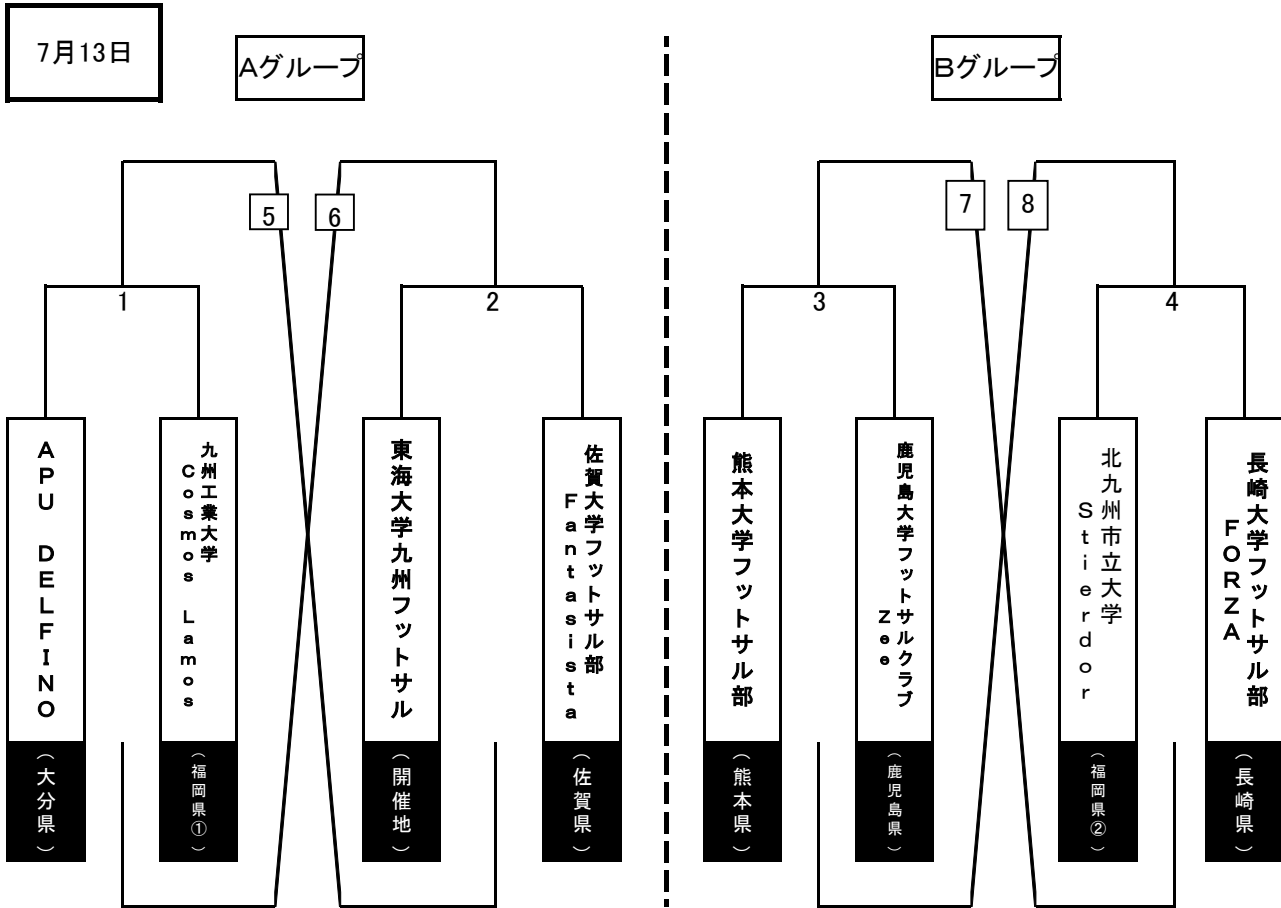 7月13日
Aグループ
Bグループ
5
6
7
8
1
2
3
4
APU DELFINO
(大分県)
九州工業大学
Cosmos Lamos
(福岡県①)
東海大学九州フットサル
(開催地)
佐賀大学フットサル部
Fantasista
(佐賀県)
熊本大学フットサル部
(熊本県)
鹿児島大学フットサルクラブ
Zee
(鹿児島県)
北九州市立大学
Stierdor
(福岡県②)
長崎大学フットサル部
FORZA
(長崎県)